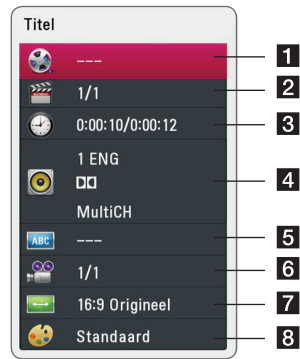 Titel
--- 1
1/1 2
0:00:10/0:00:12 3
1 ENG
MultiCH 4
ABC --- 5
1/1 6
16:9 Origineel 7
Standaard 8